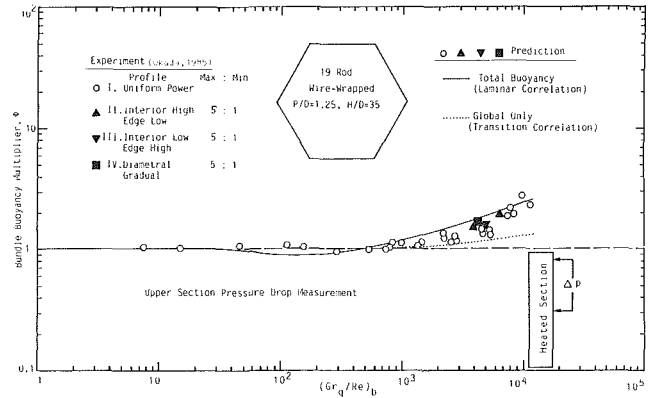 Experiment (Okada, 1985)
Profile Max : Min
I. Uniform Power
II. Interior High 5 : 1
Edge Low
III. Interior Low 5 : 1
Edge High
IV. Diametral 5 : 1
Gradual
19 Rod
Wire-Wrapped
P/D=1.25, H/D=35
Prediction
Total Buoyancy
(Laminar Correlation)
Global Only
(Transition Correlation)
Bundle Buoyancy Multiplier, Φ
100
10
1
0.1
Upper Section Pressure Drop Measurement
Heated Section
Δp
1 10 10² 10³ 10⁴ 10⁵
(Grq/Re)b